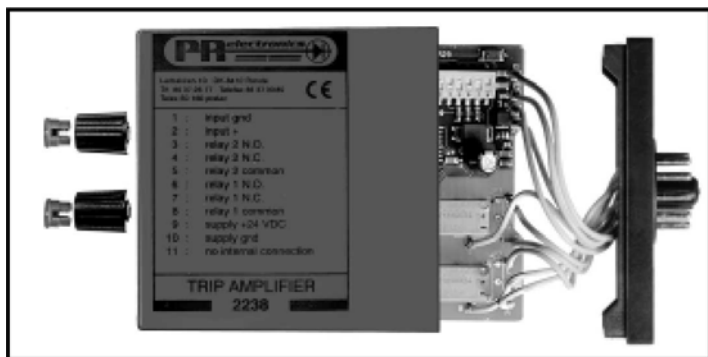 PR electronics
CE
1 : input gnd
2 : input +
3 : relay 2 N.O.
4 : relay 2 N.C.
5 : relay 2 common
6 : relay 1 N.O.
7 : relay 1 N.C.
8 : relay 1 common
9 : supply +24 VDC
10 : supply gnd
11 : no internal connection
TRIP AMPLIFIER
2238